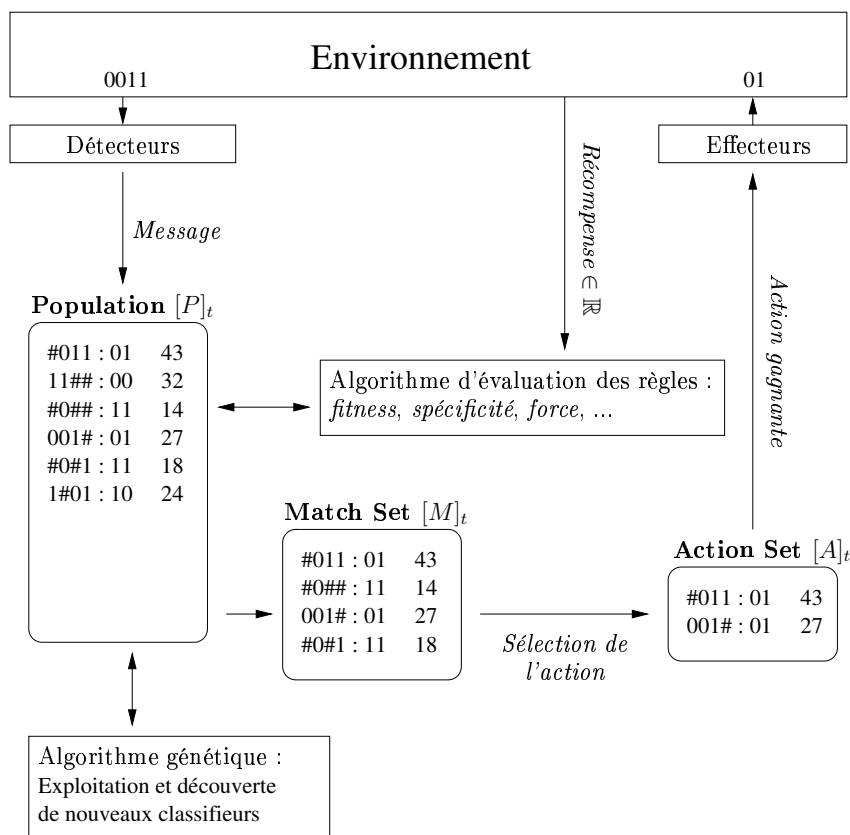 Environnement
0011
01
Détecteurs
Effecteurs
Message
Récompense ∈ ℝ
Action gagnante
Population [P]t
#011 : 01 43
11## : 00 32
#0## : 11 14
001# : 01 27
#0#1 : 11 18
1#01 : 10 24
Algorithme d'évaluation des règles :
fitness, spécificité, force, ...
Match Set [M]t
#011 : 01 43
#0## : 11 14
001# : 01 27
#0#1 : 11 18
Sélection de
l'action
Action Set [A]t
#011 : 01 43
001# : 01 27
Algorithme génétique :
Exploitation et découverte
de nouveaux classifieurs